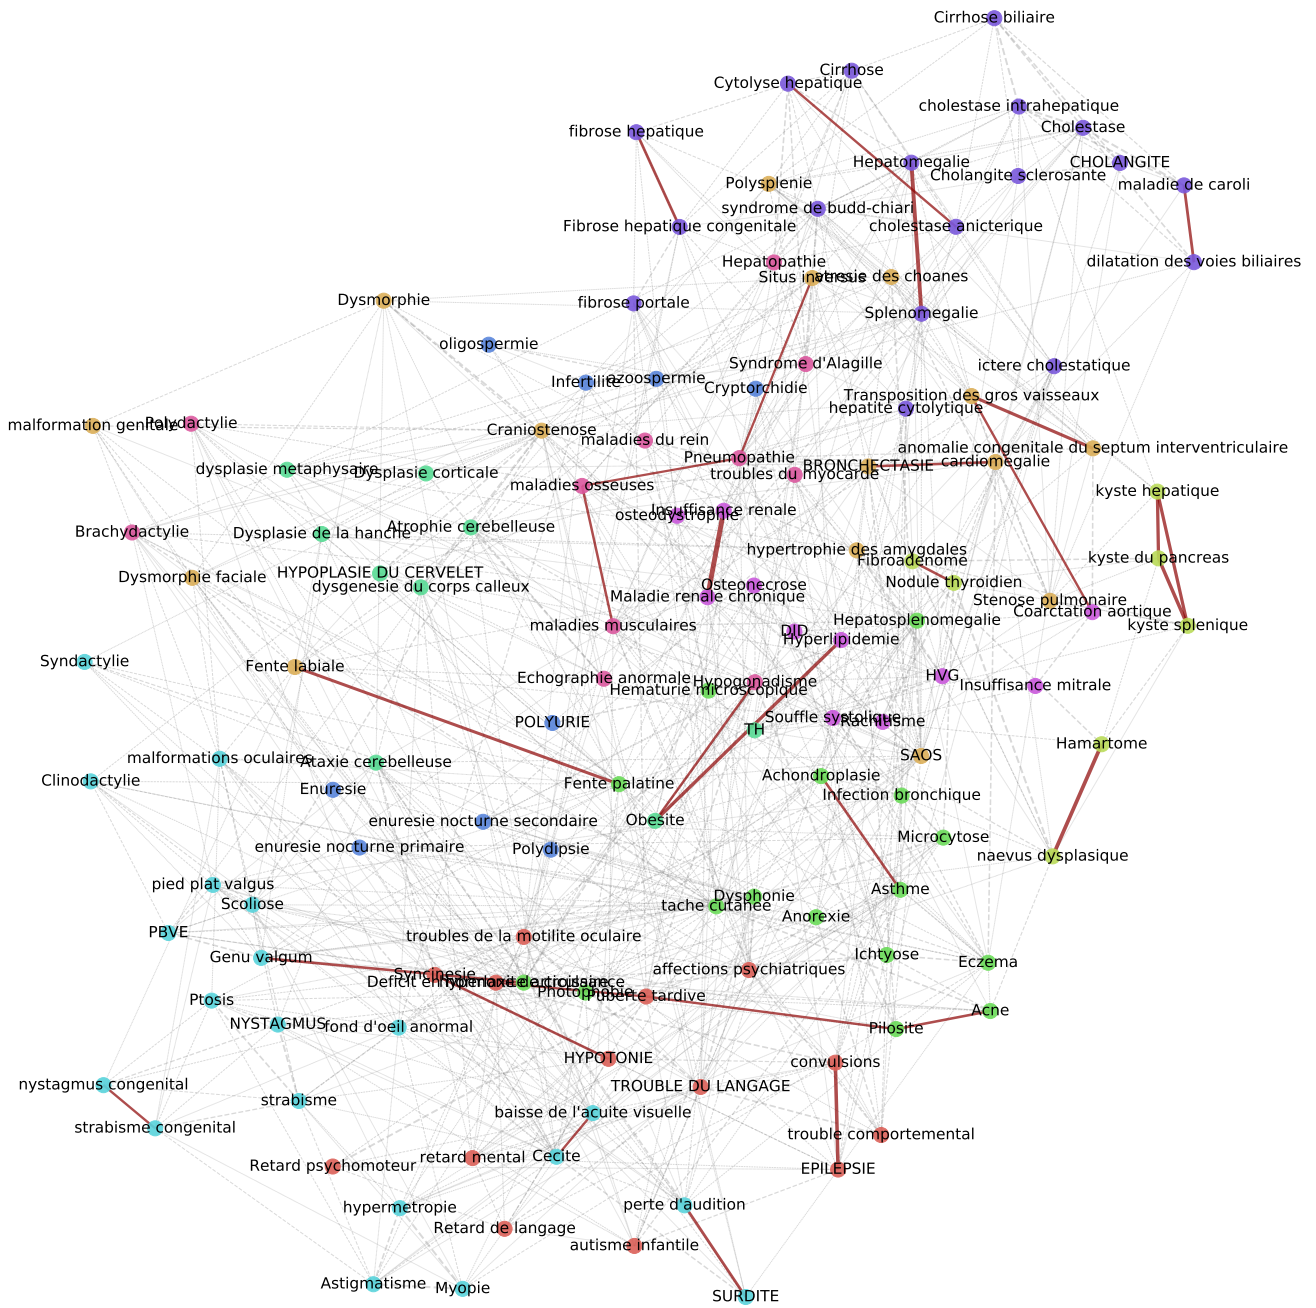 Cirrhose biliaire
Cirrhose
Cytolyse hepatique
cholestase intrahepatique
Cholestase
fibrose hepatique
Hepatomegalie
CHOLANGITE
Cholangite sclerosante
Polysplenie
maladie de caroli
syndrome de budd-chiari
Fibrose hepatique congenitale
cholestase anicterique
Hepatopathie
dilatation des voies biliaires
Situs inversus
atresie des choanes
Dysmorphie
fibrose portale
Splenomegalie
oligospermie
Syndrome d'Alagille
ictere cholestatique
Infertilite
azoospermie
Cryptorchidie
Transposition des gros vaisseaux
hepatite cytolytique
malformation genitale
Polydactylie
Craniostenose
maladies du rein
anomalie congenitale du septum interventriculaire
Pneumopathie
BRONCHECTASIE
cardiomegalie
dysplasie metaphysaire
Dysplasie corticale
troubles du myocarde
maladies osseuses
kyste hepatique
Insuffisance renale
osteodystrophie
Brachydactylie
Dysplasie de la hanche
Atrophie cerebelleuse
hypertrophie des amygdales
Fibroadenome
kyste du pancreas
Dysmorphie faciale
HYPOPLASIE DU CERVELET
dysgenesie du corps calleux
Osteonecrose
Nodule thyroidien
Maladie renale chronique
Stenose pulmonaire
Coarctation aortique
maladies musculaires
Hepatosplenomegalie
kyste splenique
DID
Hyperlipidemie
Syndactylie
Fente labiale
Echographie anormale
Hypogonadisme
Hematurie microscopique
HVG
Insuffisance mitrale
POLYURIE
TH
Souffle systolique
Rachitisme
malformations oculaires
Ataxie cerebelleuse
SAOS
Hamartome
Clinodactylie
Enuresie
Fente palatine
Achondroplasie
Infection bronchique
enuresie nocturne secondaire
Obesite
Microcytose
enuresie nocturne primaire
Polydipsie
naevus dysplasique
pied plat valgus
Scoliose
Dysphonie
tache cutanee
Asthme
Anorexie
PBVE
troubles de la motilite oculaire
Genu valgum
Syncinesie
affections psychiatriques
Ichtyose
Eczema
Photophobie
Puberte tardive
Ptosis
Acne
NYSTAGMUS
fond d'oeil anormal
Pilosite
HYPOTONIE
convulsions
nystagmus congenital
TROUBLE DU LANGAGE
strabisme
baisse de l'acuite visuelle
strabisme congenital
trouble comportemental
Retard psychomoteur
retard mental
Cecite
EPILEPSIE
hypermetropie
perte d'audition
Retard de langage
autisme infantile
Astigmatisme
Myopie
SURDITE